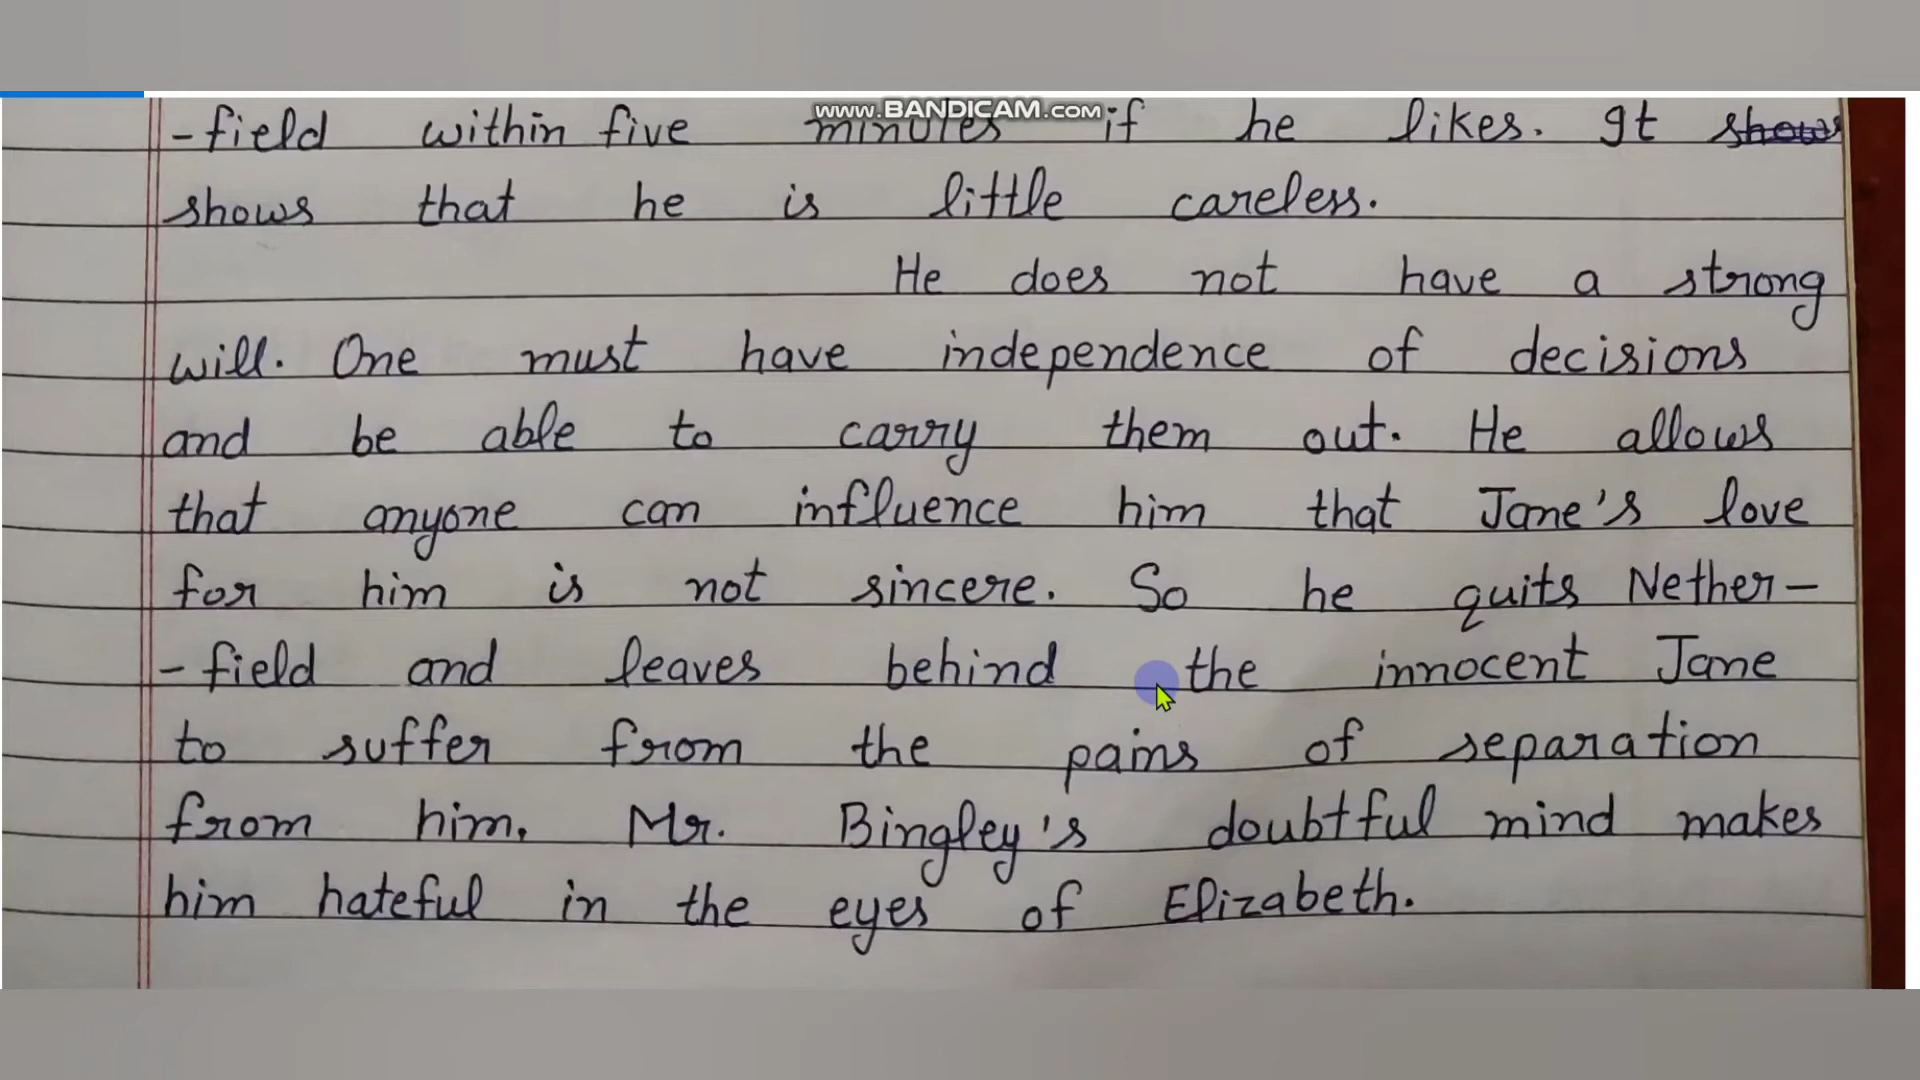 www.BANDICAM.com
-field within five minutes if he likes. It shows
shows that he is little careless.
He does not have a strong
will. One must have independence of decisions
and be able to carry them out. He allows
that anyone can influence him that Jane's love
for him is not sincere. So he quits Nether-
-field and leaves behind the innocent Jane
to suffer from the pains of separation
from him. Mr. Bingley's doubtful mind makes
him hateful in the eyes of Elizabeth.